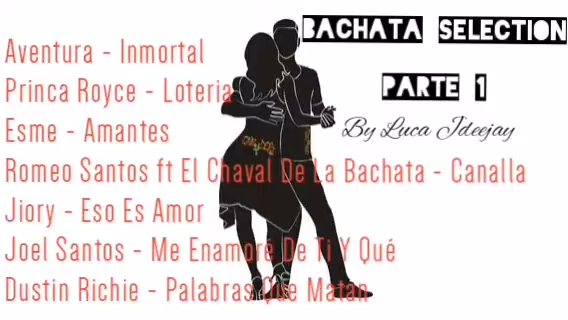 BACHATA SELECTION
PARTE 1
By Luca Jdeejay
Aventura - Inmortal
Princa Royce - Loteria
Esme - Amantes
Romeo Santos ft El Chaval De La Bachata - Canalla
Jiory - Eso Es Amor
Joel Santos - Me Enamoré De Ti Y Qué
Dustin Richie - Palabras Que Matan